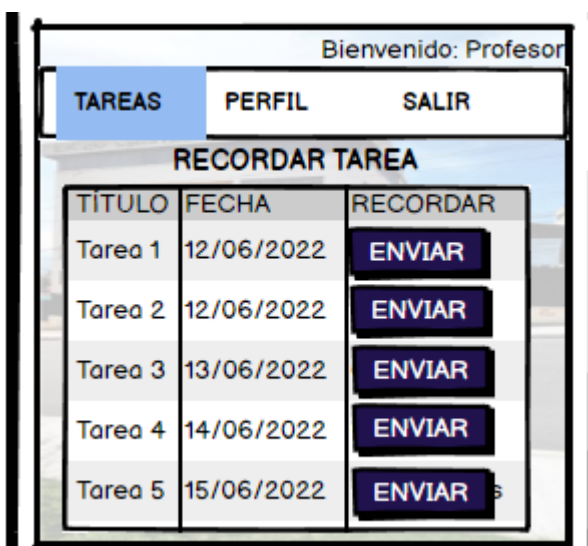 Bienvenido: Profesor
TAREAS PERFIL SALIR
RECORDAR TAREA
TÍTULO FECHA RECORDAR
Tarea 1 12/06/2022 ENVIAR
Tarea 2 12/06/2022 ENVIAR
Tarea 3 13/06/2022 ENVIAR
Tarea 4 14/06/2022 ENVIAR
Tarea 5 15/06/2022 ENVIAR